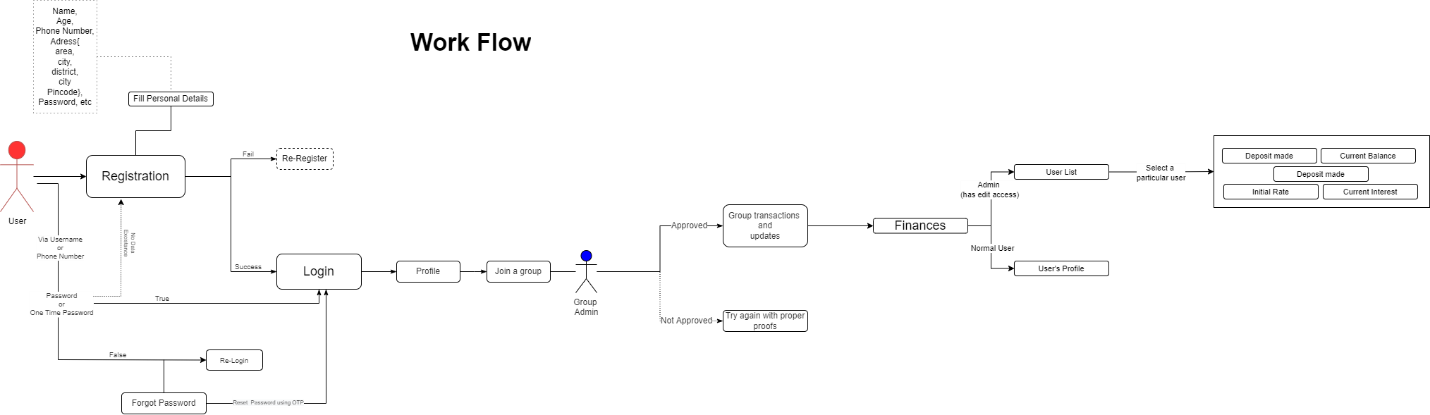 Work Flow
Name,
Age,
Phone Number,
Adress{
area,
city,
district,
city
Pincode},
Password, etc
Fill Personal Details
User
Registration
Fail
Re-Register
Success
Via Username
or
Phone Number
No Data
Password
or
One Time Password
True
False
Re-Login
Forgot Password
Reset Password using OTP
Login
Profile
Join a group
Group
Admin
Approved
Group transactions
and
updates
Not Approved
Try again with proper
proofs
Finances
Admin
(has edit access)
User List
Normal User
User's Profile
Select a
particular user
Deposit made
Current Balance
Deposit made
Initial Rate
Current Interest